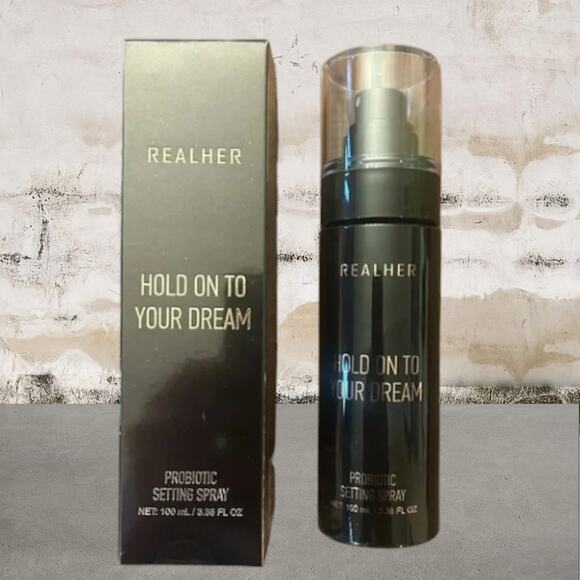 REALHER
HOLD ON TO
YOUR DREAM
PROBIOTIC
SETTING SPRAY
NET: 100 mL / 3.38 FL OZ
REALHER
HOLD ON TO
YOUR DREAM
PROBIOTIC
SETTING SPRAY
NET: 100 mL / 3.38 FL OZ